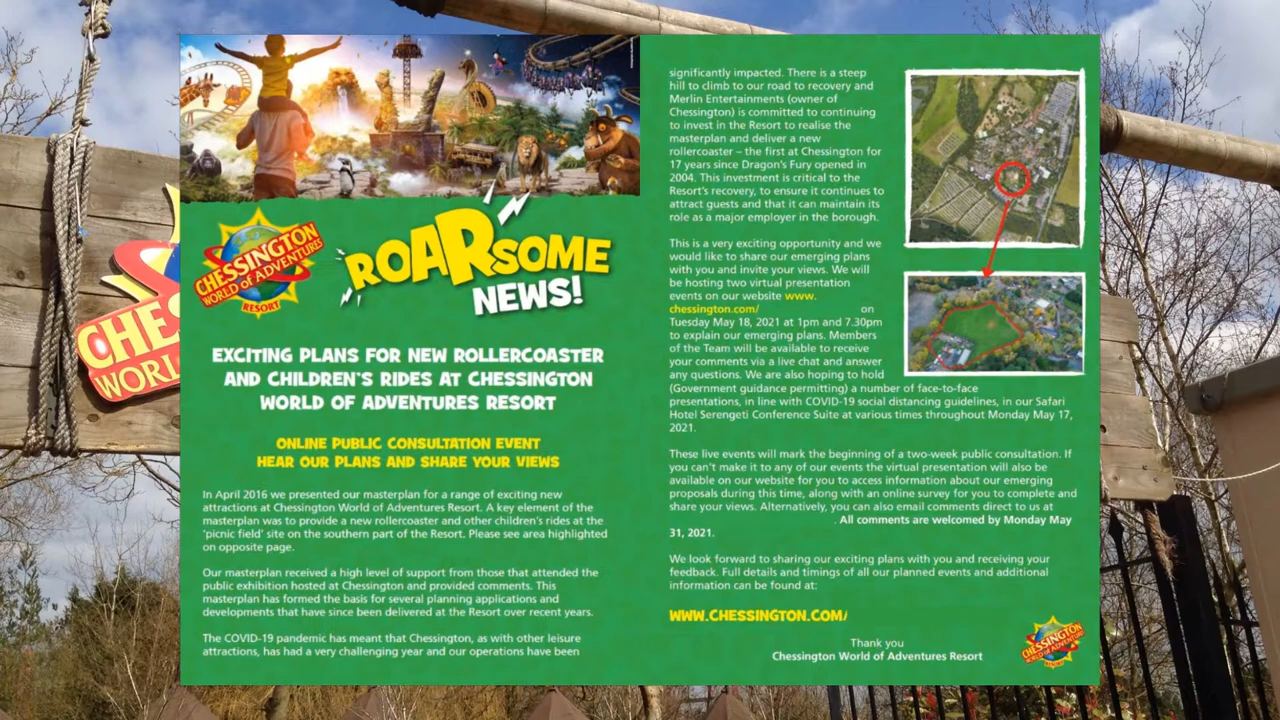 CHESSINGTON
WORLD OF ADVENTURES
RESORT
ROARSOME
NEWS!
EXCITING PLANS FOR NEW ROLLERCOASTER
AND CHILDREN'S RIDES AT CHESSINGTON
WORLD OF ADVENTURES RESORT
ONLINE PUBLIC CONSULTATION EVENT
HEAR OUR PLANS AND SHARE YOUR VIEWS
In April 2016 we presented our masterplan for a range of exciting new
attractions at Chessington World of Adventures Resort. A key element of the
masterplan was to provide a new rollercoaster and other children's rides at the
'picnic field' site on the southern part of the Resort. Please see area highlighted
on opposite page.
Our masterplan received a high level of support from those that attended the
public exhibition hosted at Chessington and provided comments. This
masterplan has formed the basis for several planning applications and
developments that have since been delivered at the Resort over recent years.
The COVID-19 pandemic has meant that Chessington, as with other leisure
attractions, has had a very challenging year and our operations have been
significantly impacted. There is a steep
hill to climb to our road to recovery and
Merlin Entertainments (owner of
Chessington) is committed to continuing
to invest in the Resort to realise the
masterplan and deliver a new
rollercoaster – the first at Chessington for
17 years since Dragon's Fury opened in
2004. This investment is critical to the
Resort's recovery, to ensure it continues to
attract guests and that it can maintain its
role as a major employer in the borough.
This is a very exciting opportunity and we
would like to share our emerging plans
with you and invite your views. We will
be hosting two virtual presentation
events on our website www.
chessington.com/ on
Tuesday May 18, 2021 at 1pm and 7.30pm
to explain our emerging plans. Members
of the Team will be available to receive
your comments via a live chat and answer
any questions. We are also hoping to hold
(Government guidance permitting) a number of face-to-face
presentations, in line with COVID-19 social distancing guidelines, in our Safari
Hotel Serengeti Conference Suite at various times throughout Monday May 17,
2021.
These live events will mark the beginning of a two-week public consultation. If
you can't make it to any of our events the virtual presentation will also be
available on our website for you to access information about our emerging
proposals during this time, along with an online survey for you to complete and
share your views. Alternatively, you can also email comments direct to us at
. All comments are welcomed by Monday May
31, 2021.
We look forward to sharing our exciting plans with you and receiving your
feedback. Full details and timings of all our planned events and additional
information can be found at:
WWW.CHESSINGTON.COM/
Thank you
Chessington World of Adventures Resort
CHESSINGTON
WORLD OF ADVENTURES
RESORT
CHES
WORL